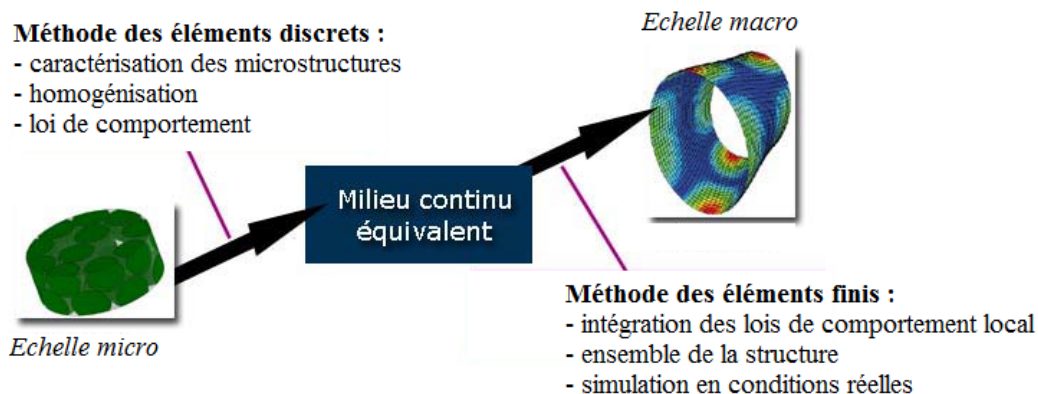 Méthode des éléments discrets :
- caractérisation des microstructures
- homogénisation
- loi de comportement
Echelle macro
Milieu continu
équivalent
Echelle micro
Méthode des éléments finis :
- intégration des lois de comportement local
- ensemble de la structure
- simulation en conditions réelles